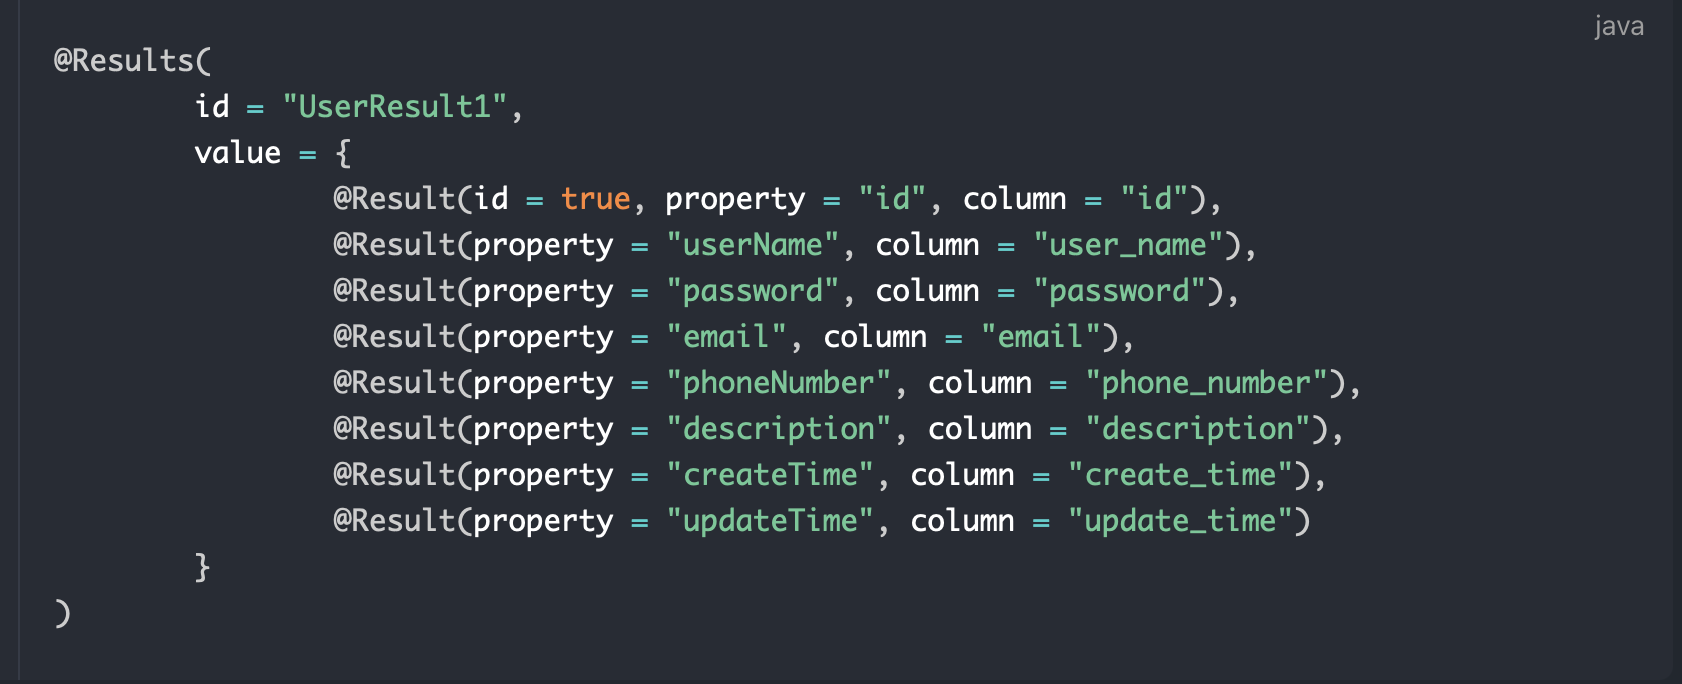 java
@Results(
        id = "UserResult1",
        value = {
                @Result(id = true, property = "id", column = "id"),
                @Result(property = "userName", column = "user_name"),
                @Result(property = "password", column = "password"),
                @Result(property = "email", column = "email"),
                @Result(property = "phoneNumber", column = "phone_number"),
                @Result(property = "description", column = "description"),
                @Result(property = "createTime", column = "create_time"),
                @Result(property = "updateTime", column = "update_time")
        }
)